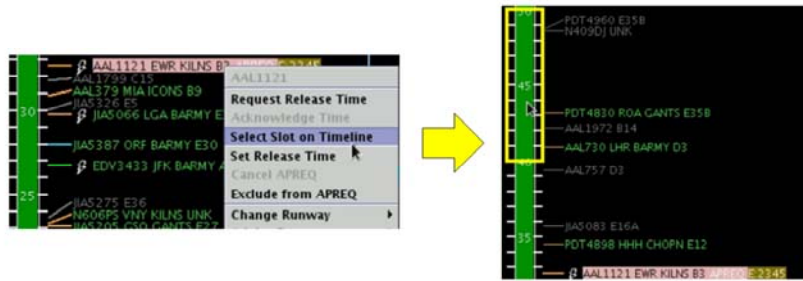 AAL1121 EWR KILNS B3 APREQ E 2345
AAL1799 C15
AAL379 MIA ICONS B9
JIA5326 E5
30
JIA5066 LGA BARMY
JIA5387 ORF BARMY E30
EDV3433 JFK BARMY
25
JIA5275 E36
N606PS VNY KILNS UNK
JIA5205 CSO GANTS E27
AAL1121
Request Release Time
Acknowledge Time
Select Slot on Timeline
Set Release Time
Cancel APREQ
Exclude from APREQ
Change Runway
50
PDT4960 E35B
N409DJ UNK
45
PDT4830 ROA GANTS E35B
AAL1972 B14
AAL730 LHR BARMY D3
40
AAL757 D3
JIA5083 E16A
35
PDT4898 HHH CHOPN E12
AAL1121 EWR KILNS B3 APREQ E 2345